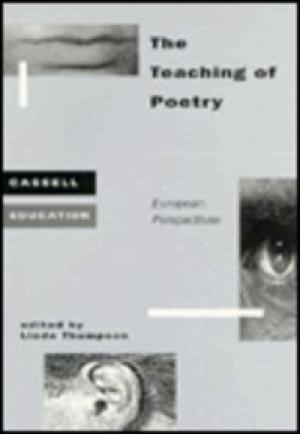 The
Teaching of
Poetry
CASSELL
EDUCATION
European
Perspectives
edited by
Linda Thompson